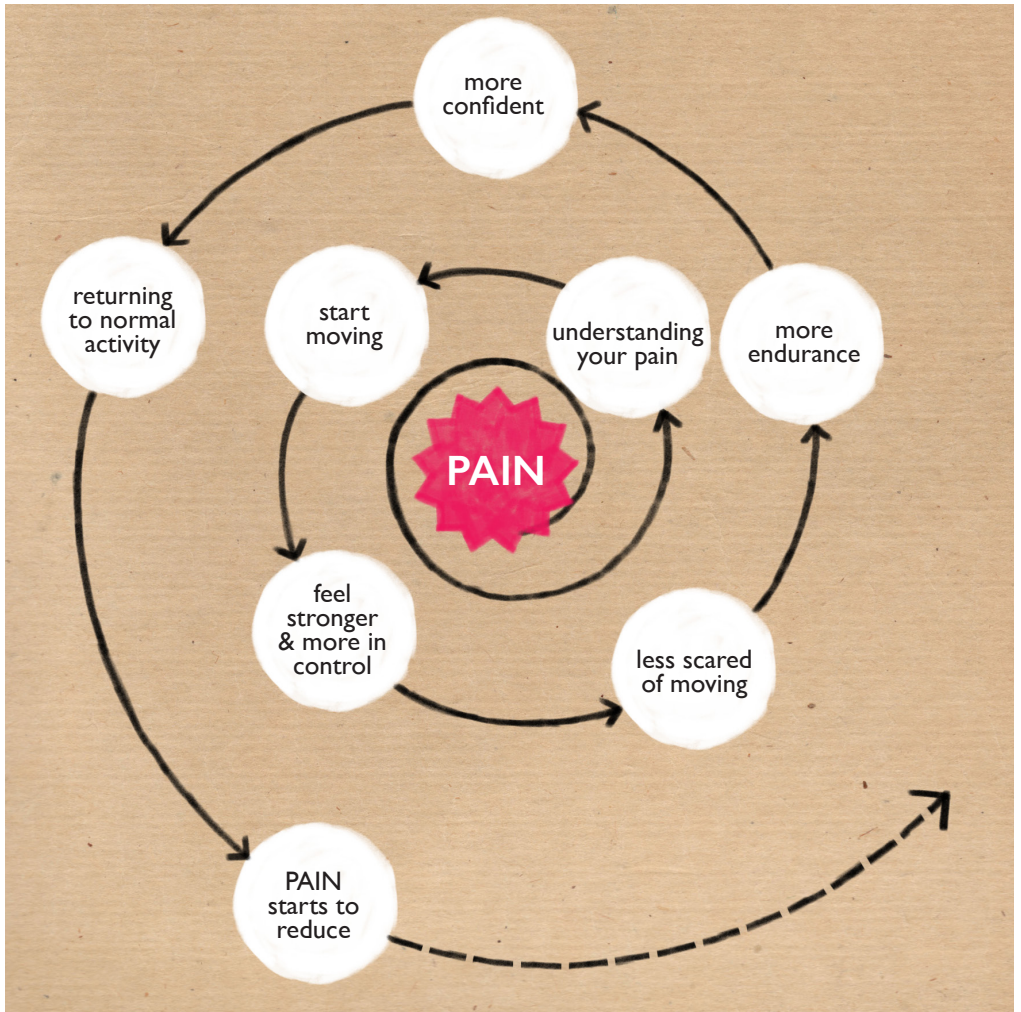 PAIN
understanding
your pain
start
moving
feel
stronger
& more in
control
less scared
of moving
more
endurance
more
confident
returning
to normal
activity
PAIN
starts to
reduce